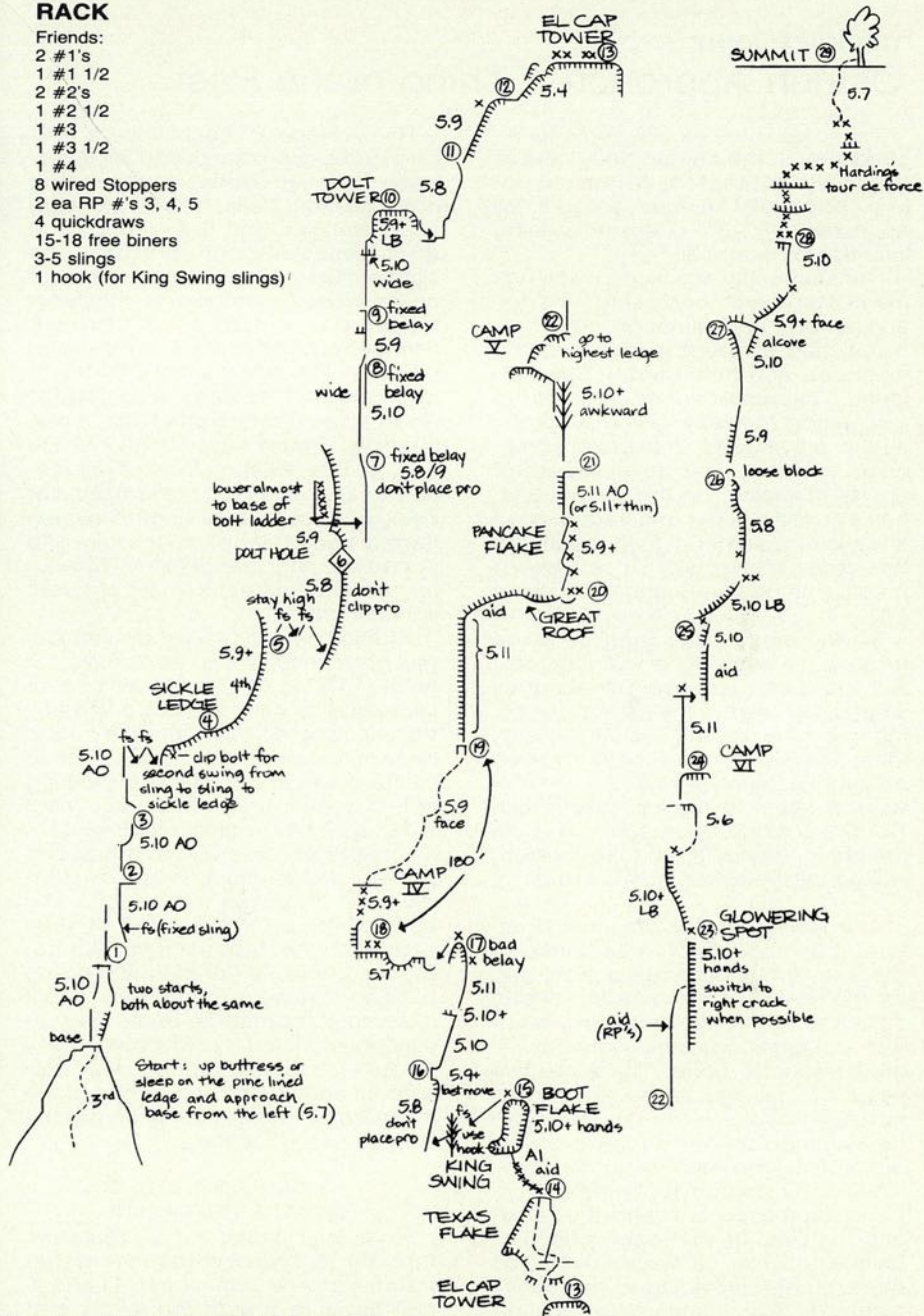 RACK
Friends:
2 #1's
1 #1 1/2
2 #2's
1 #2 1/2
1 #3
1 #3 1/2
1 #4
8 wired Stoppers
2 ea RP #'s 3, 4, 5
4 quickdraws
15-18 free biners
3-5 slings
1 hook (for King Swing slings)
base
3rd
Start: up buttress or
sleep on the pine lined
ledge and approach
base from the left (5.7)
5.10
AO
two starts,
both about the same
1
fs (fixed sling)
5.10 AO
2
5.10 AO
3
5.10
AO
fs fs
clip bolt for
second swing from
sling to sling to
sickle ledge
SICKLE
LEDGE
4
4th
5.9+
stay high
fs fs
5
5.8
don't
clip pro
6
DOLT HOLE
5.9
lower almost
to base of
bolt ladder
7
fixed belay
5.8/9
don't place pro
5.10
wide
8
fixed
belay
5.9
9
fixed
belay
5.10
wide
5.9+
LB
DOLT
TOWER
10
5.8
11
5.9
12
5.4
EL CAP
TOWER
13
EL CAP
TOWER
13
TEXAS
FLAKE
14
A1
aid
BOOT
FLAKE
5.10+ hands
15
KING
SWING
use
hook
fs
5.8
don't
place pro
5.9+
best move
16
5.10
5.10+
5.11
17
bad
belay
5.7
18
CAMP
IV
5.9+
180'
5.9
face
19
5.11
aid
GREAT
ROOF
20
5.9+
PANCAKE
FLAKE
5.11 AO
(or 5.11+ thin)
21
5.10+
awkward
CAMP
V
22
go to
highest ledge
22
aid
(RP's)
5.10+
hands
switch to
right crack
when possible
23
GLOWERING
SPOT
5.10+
LB
5.6
24
CAMP
VI
5.11
aid
5.10
25
5.10 LB
5.8
26
loose block
5.9
5.10
27
alcove
5.9+ face
5.10
28
Harding's
tour de force
5.7
SUMMIT
29